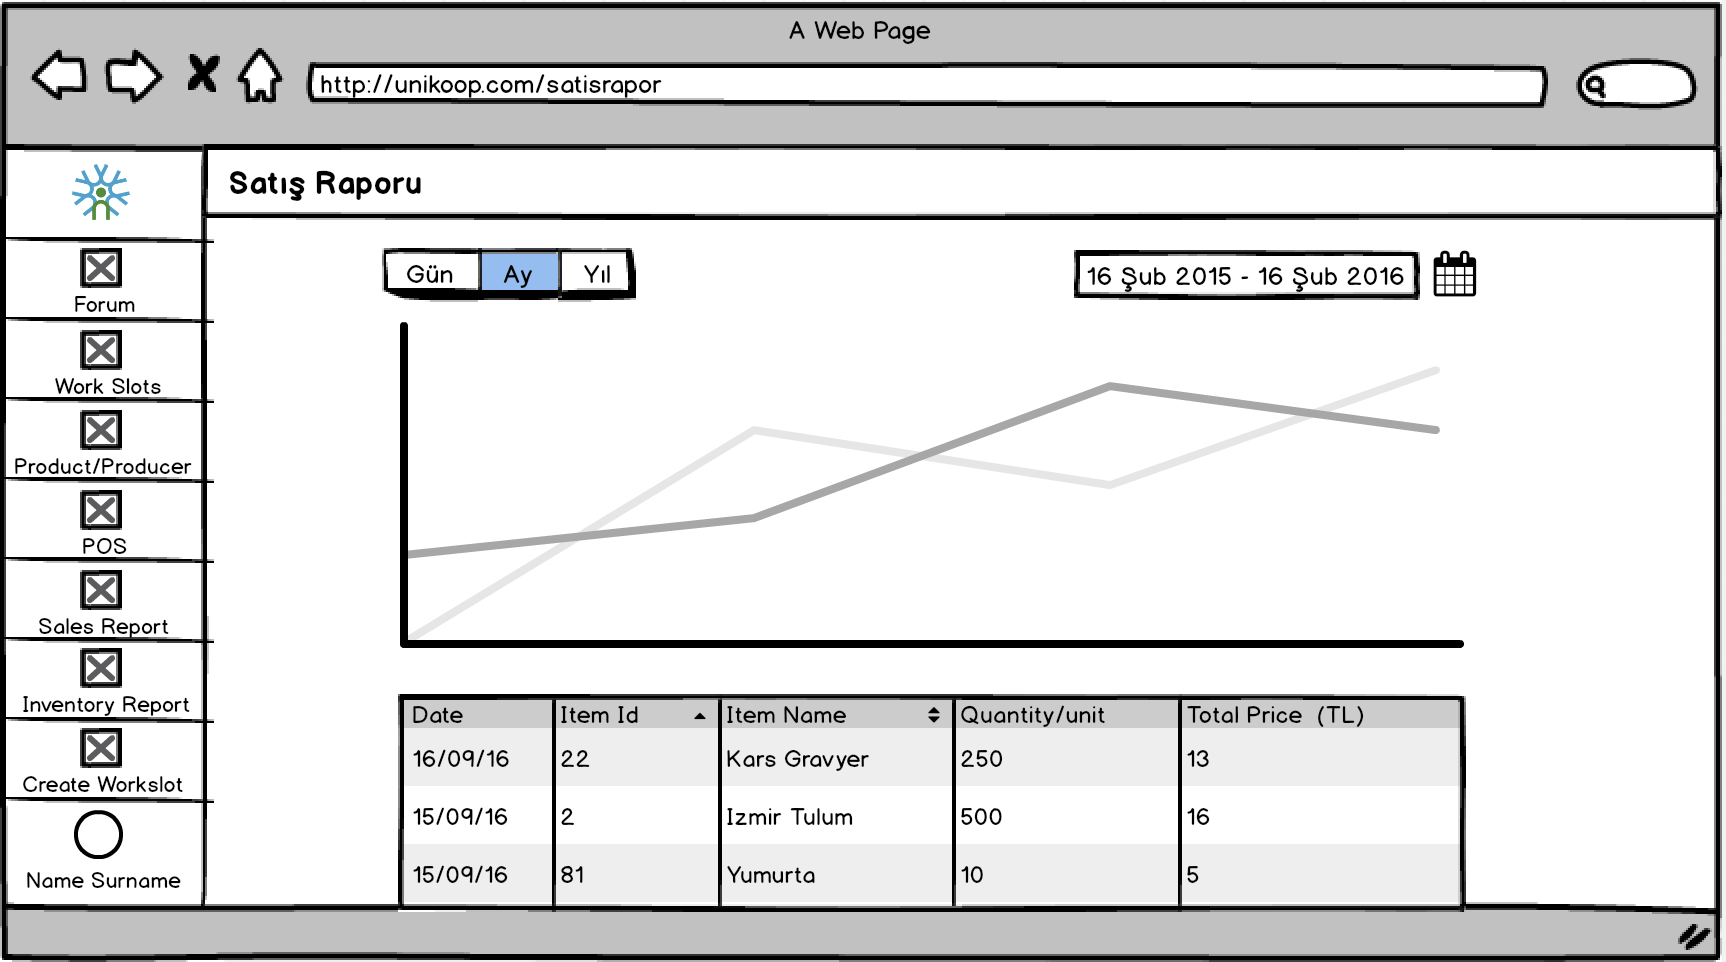 A Web Page
http://unikoop.com/satisrapor
Satış Raporu
Forum
Work Slots
Product/Producer
POS
Sales Report
Inventory Report
Create Workslot
Name Surname
Gün Ay Yıl
16 Şub 2015 - 16 Şub 2016
Date Item Id Item Name Quantity/unit Total Price (TL)
16/09/16 22 Kars Gravyer 250 13
15/09/16 2 Izmir Tulum 500 16
15/09/16 81 Yumurta 10 5